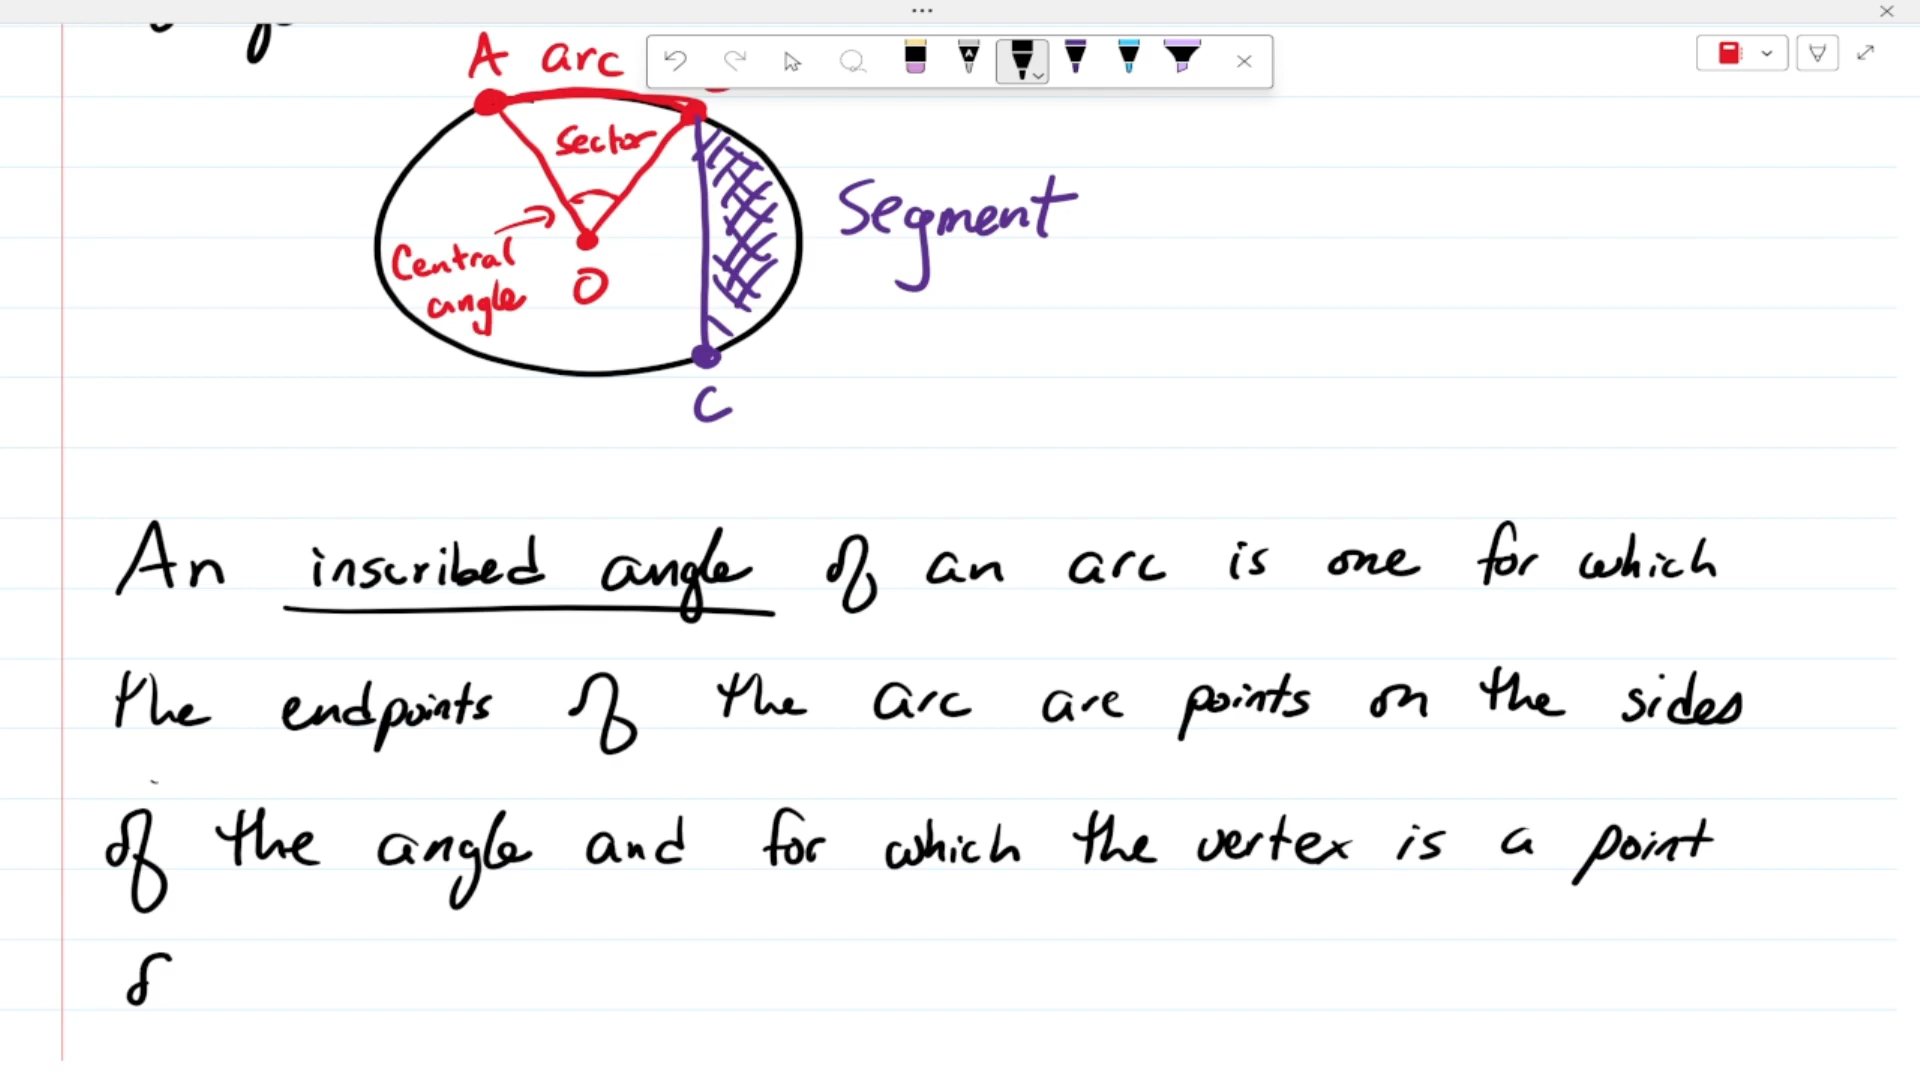 A arc
sector
Segment
Central
angle
O
C
An inscribed angle of an arc is one for which
the endpoints of the arc are points on the sides
of the angle and for which the vertex is a point